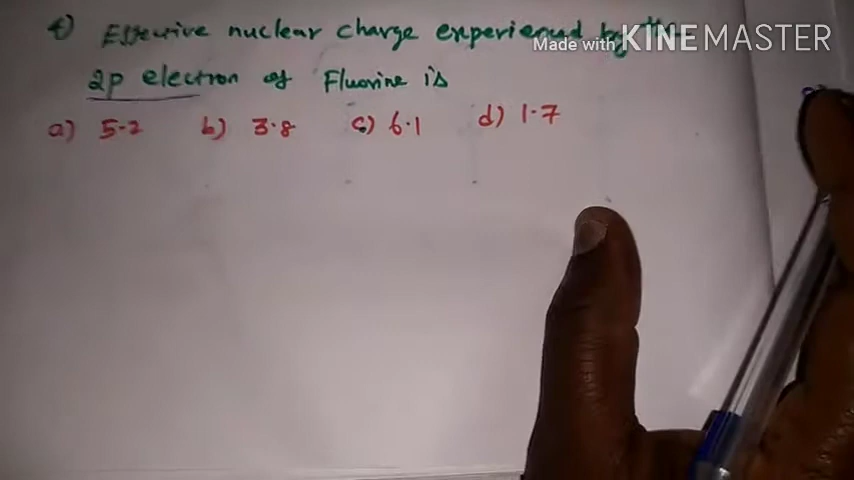 4) Effective nuclear charge experienced by the
2p electron of Fluorine is
a) 5.2 b) 3.8 c) 6.1 d) 1.7
Made with KINEMASTER